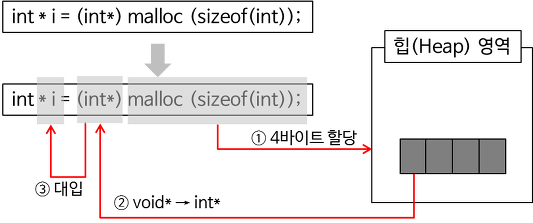 int * i = (int*) malloc (sizeof(int));
int * i = (int*) malloc (sizeof(int));
힙(Heap) 영역
① 4바이트 할당
③ 대입
② void* → int*